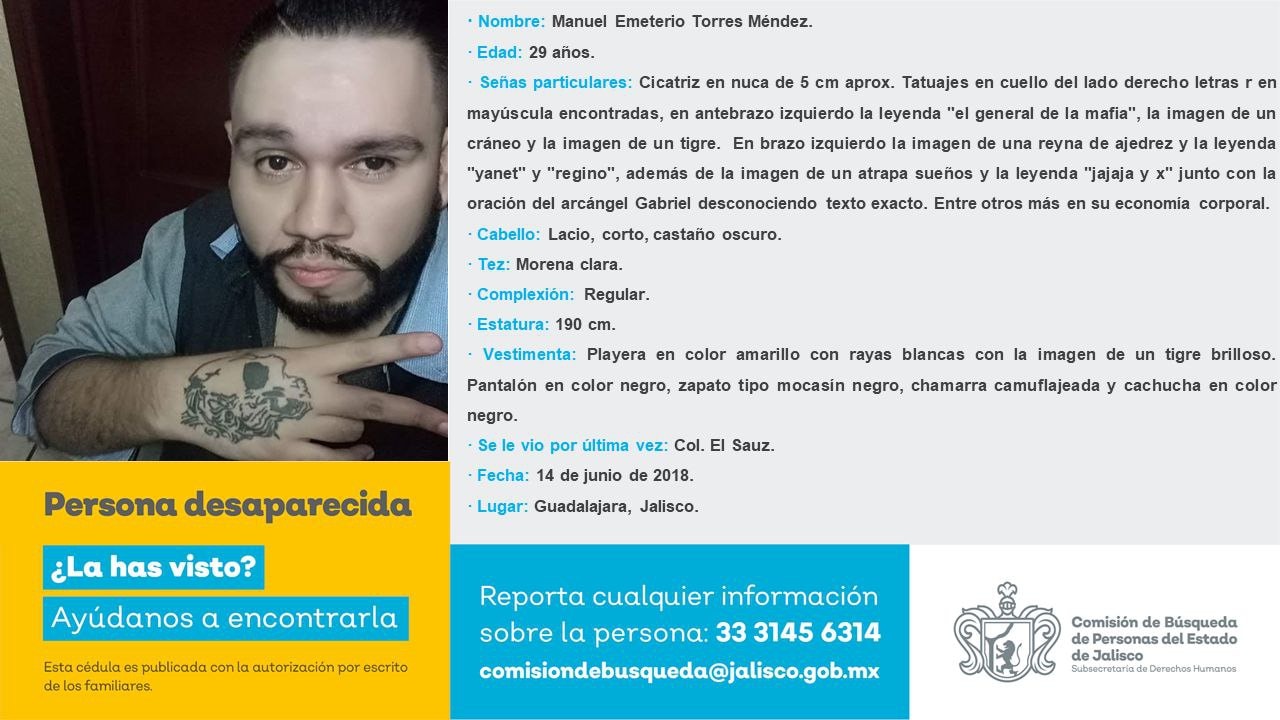 · Nombre: Manuel Emeterio Torres Méndez.
· Edad: 29 años.
· Señas particulares: Cicatriz en nuca de 5 cm aprox. Tatuajes en cuello del lado derecho letras r en
mayúscula encontradas, en antebrazo izquierdo la leyenda "el general de la mafia", la imagen de un
cráneo y la imagen de un tigre. En brazo izquierdo la imagen de una reyna de ajedrez y la leyenda
"yanet" y "regino", además de la imagen de un atrapa sueños y la leyenda "jajaja y x" junto con la
oración del arcángel Gabriel desconociendo texto exacto. Entre otros más en su economía corporal.
· Cabello: Lacio, corto, castaño oscuro.
· Tez: Morena clara.
· Complexión: Regular.
· Estatura: 190 cm.
· Vestimenta: Playera en color amarillo con rayas blancas con la imagen de un tigre brilloso.
Pantalón en color negro, zapato tipo mocasín negro, chamarra camuflajeada y cachucha en color
negro.
· Se le vio por última vez: Col. El Sauz.
· Fecha: 14 de junio de 2018.
· Lugar: Guadalajara, Jalisco.
Persona desaparecida
¿La has visto?
Ayúdanos a encontrarla
Esta cédula es publicada con la autorización por escrito
de los familiares.
Reporta cualquier información
sobre la persona: 33 3145 6314
comisiondebusqueda@jalisco.gob.mx
Comisión de Búsqueda
de Personas del Estado
de Jalisco
Subsecretaría de Derechos Humanos